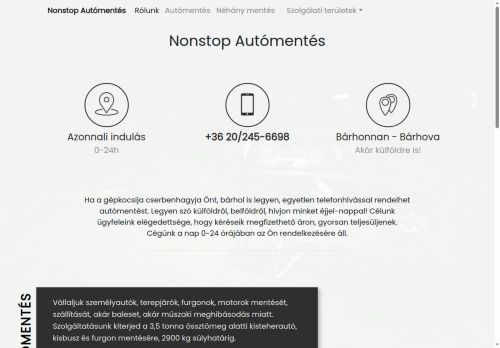 Nonstop Autómentés Rólunk Autómentés Néhány mentés Szolgálati területek
Nonstop Autómentés
Azonnali indulás
0-24h
+36 20/245-6698
Bárhonnan - Bárhova
Akár külföldre is!
Ha a gépkocsija cserbenhagyja Önt, bárhol is legyen, egyetlen telefonhívással rendelhet
autómentést. Legyen szó külföldről, belföldről, hívjon minket éjjel-nappal! Célunk
ügyfeleink elégedettsége, hogy kéréseik megfizethető áron, gyorsan teljesüljenek.
Cégünk a nap 0-24 órájában az Ön rendelkezésére áll.
Vállaljuk személyautók, terepjárók, furgonok, motorok mentését,
szállítását, akár baleset, akár műszaki meghibásodás miatt.
Szolgáltatásunk kiterjed a 3,5 tonna össztömeg alatti kisteherautó,
kisbusz és furgon mentésére, 2900 kg súlyhatárig.